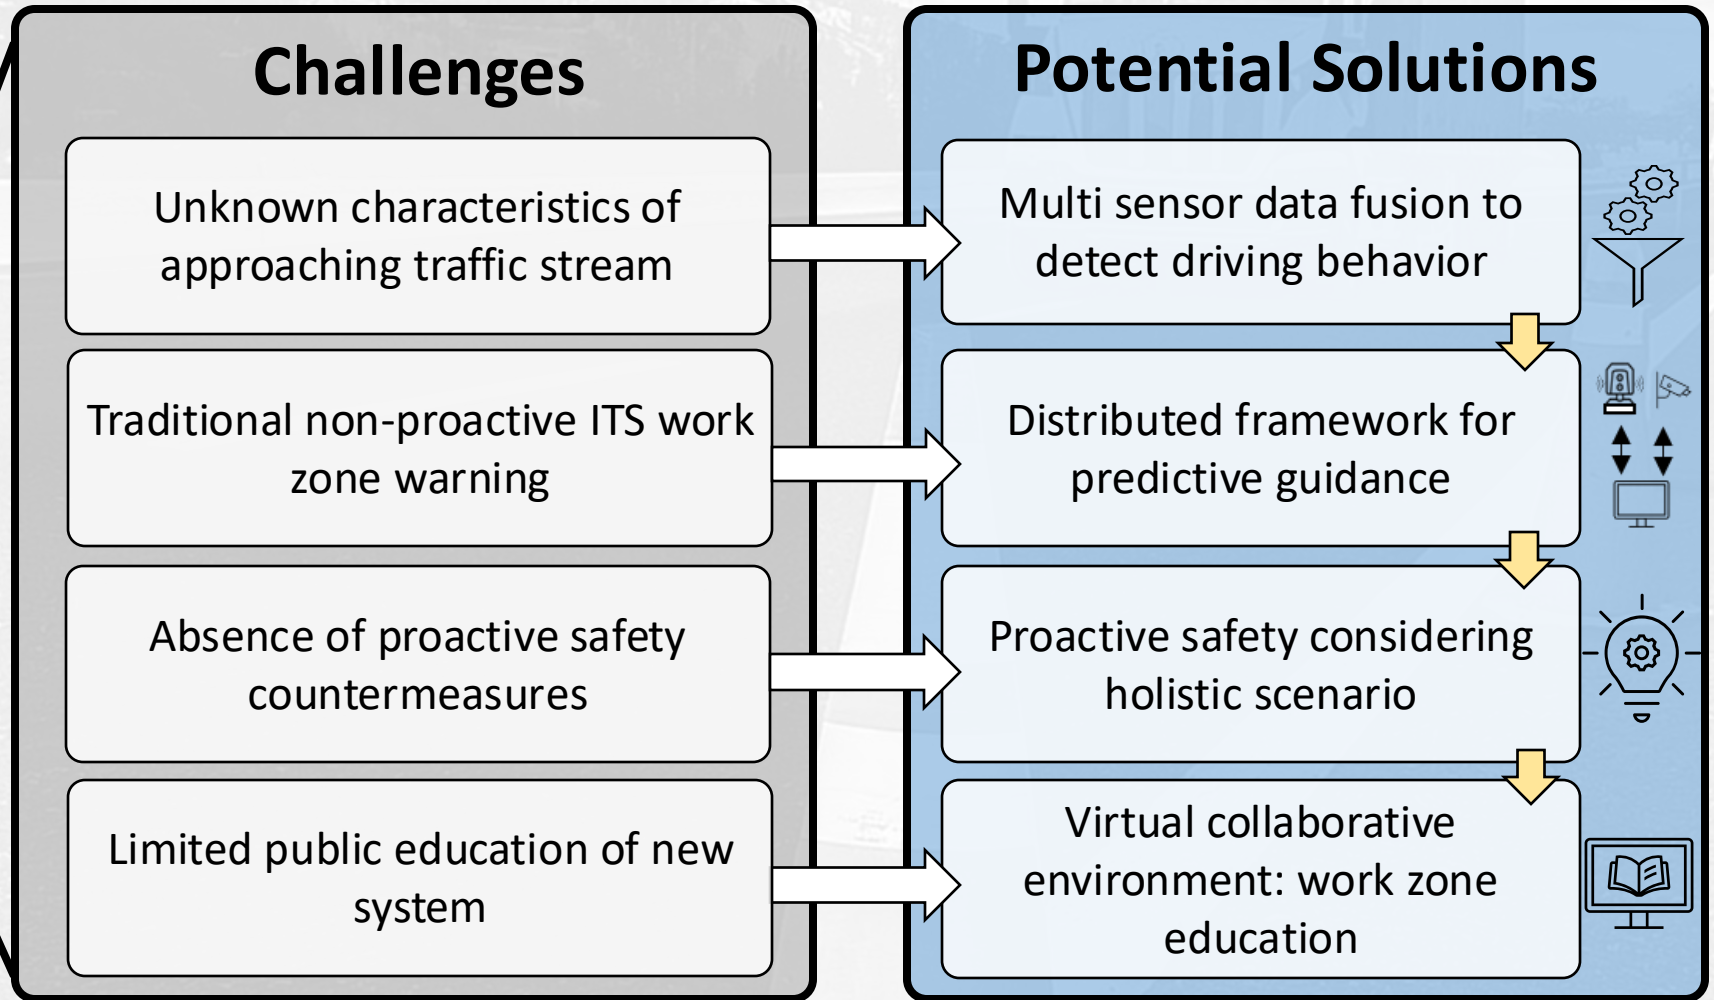 Challenges
Unknown characteristics of
approaching traffic stream
Traditional non-proactive ITS work
zone warning
Absence of proactive safety
countermeasures
Limited public education of new
system
Potential Solutions
Multi sensor data fusion to
detect driving behavior
Distributed framework for
predictive guidance
Proactive safety considering
holistic scenario
Virtual collaborative
environment: work zone
education